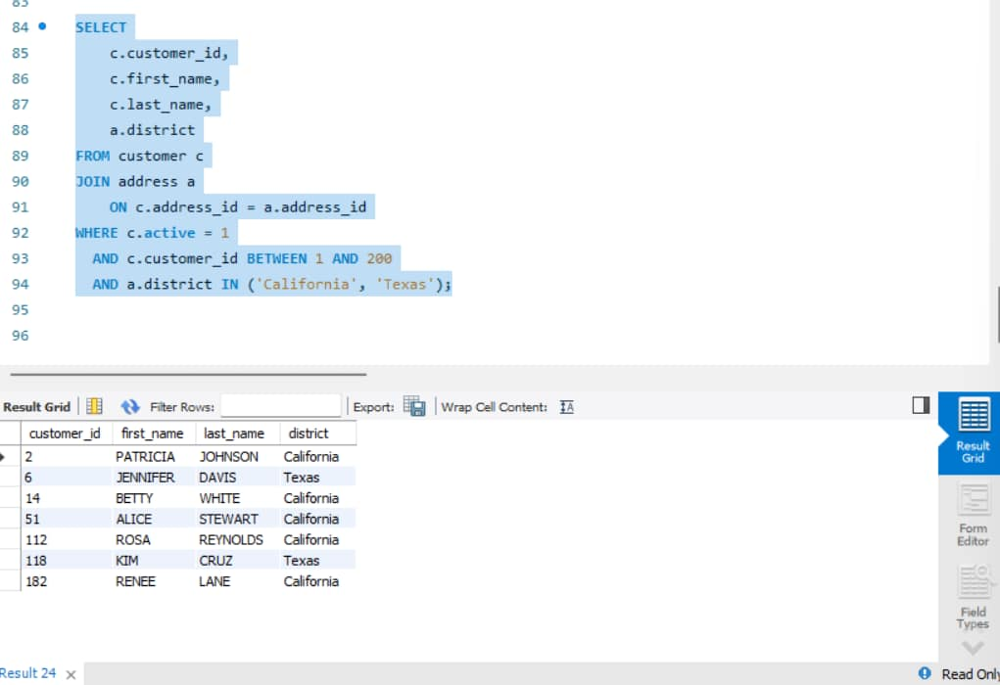 83
84 SELECT
85 c.customer_id,
86 c.first_name,
87 c.last_name,
88 a.district
89 FROM customer c
90 JOIN address a
91 ON c.address_id = a.address_id
92 WHERE c.active = 1
93 AND c.customer_id BETWEEN 1 AND 200
94 AND a.district IN ('California', 'Texas');
95
96
Result Grid Filter Rows: Export: Wrap Cell Content: IA
customer_id first_name last_name district
2 PATRICIA JOHNSON California
6 JENNIFER DAVIS Texas
14 BETTY WHITE California
51 ALICE STEWART California
112 ROSA REYNOLDS California
118 KIM CRUZ Texas
182 RENEE LANE California
Result
Grid
Form
Editor
Field
Types
Result 24 Read Only